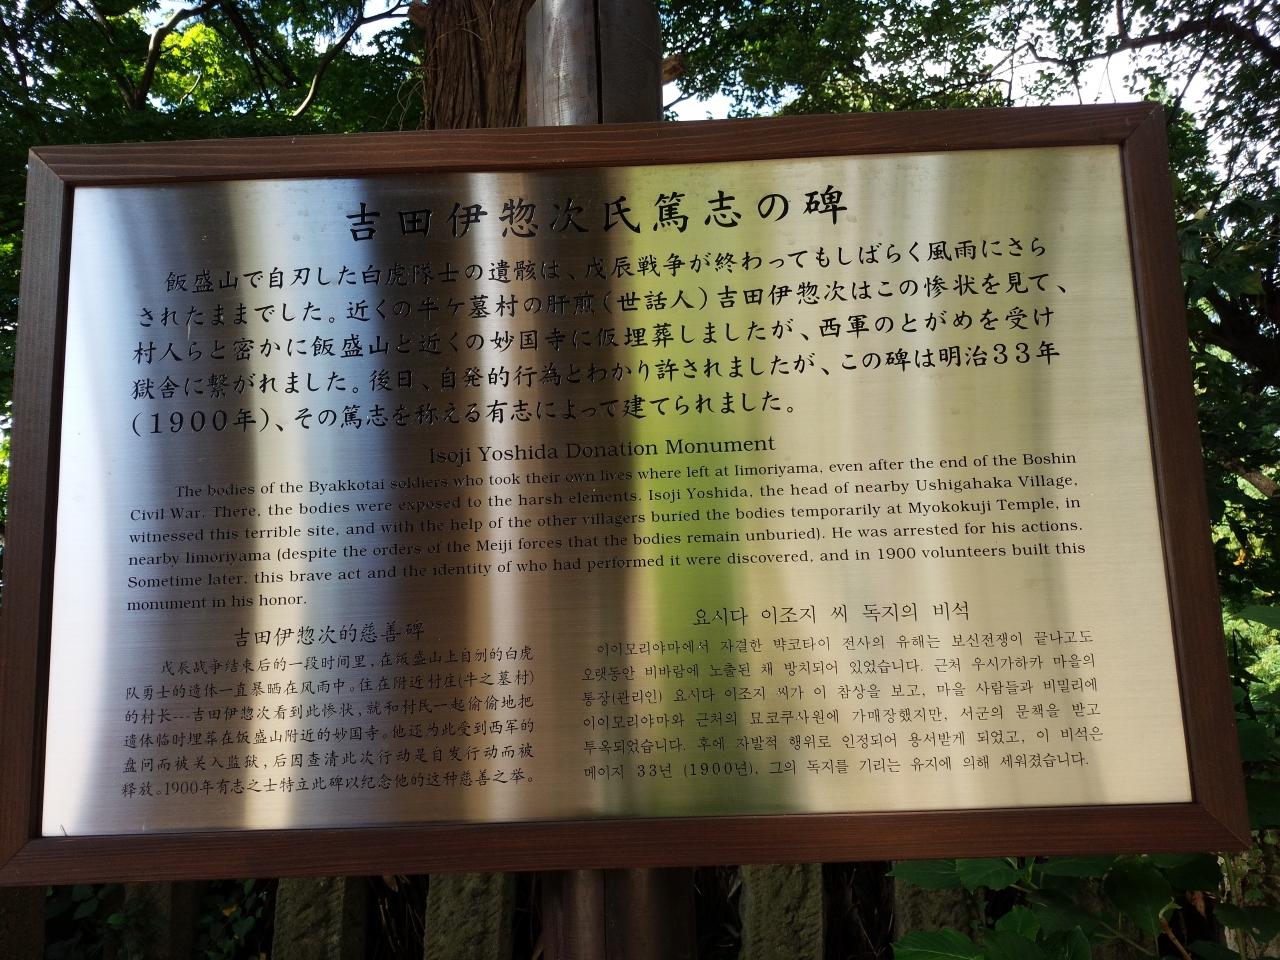 吉田伊惣次氏篤志の碑
飯盛山で自刃した白虎隊士の遺骸は、戊辰戦争が終わってもしばらく風雨にさら
されたままでした。近くの牛ケ墓村の肝煎(世話人)吉田伊惣次はこの惨状を見て、
村人らと密かに飯盛山と近くの妙国寺に仮埋葬しましたが、西軍のとがめを受け
獄舎に繋がれました。後日、自発的行為とわかり許されましたが、この碑は明治33年
(1900年)、その篤志を称える有志によって建てられました。
Isoji Yoshida Donation Monument
The bodies of the Byakkotai soldiers who took their own lives where left at Iimoriyama, even after the end of the Boshin
Civil War. There, the bodies were exposed to the harsh elements. Isoji Yoshida, the head of nearby Ushigahaka Village,
witnessed this terrible site, and with the help of the other villagers buried the bodies temporarily at Myokokuji Temple, in
nearby Iimoriyama (despite the orders of the Meiji forces that the bodies remain unburied). He was arrested for his actions.
Sometime later, this brave act and the identity of who had performed it were discovered, and in 1900 volunteers built this
monument in his honor.
吉田伊惣次的慈善碑
戊辰战争结束后的一段时间里,在饭盛山上自刎的白虎
队勇士的遗体一直暴晒在风雨中。住在附近村庄(牛之墓村)
的村长---吉田伊惣次看到此惨状,就和村民一起偷偷地把
遗体临时埋葬在饭盛山附近的妙国寺。他还为此受到西军的
盘问而被关入监狱,后因查清此次行动是自发行动而被
释放。1900年有志之士特立此碑以纪念他的这种慈善之举。
요시다 이조지 씨 독지의 비석
이이모리야마에서 자결한 뱍코타이 전사의 유해는 보신전쟁이 끝나고도
오랫동안 비바람에 노출된 채 방치되어 있었습니다. 근처 우시가하카 마을의
통장(관리인) 요시다 이조지 씨가 이 참상을 보고, 마을 사람들과 비밀리에
이이모리야마와 근처의 묘코쿠사원에 가매장했지만, 서군의 문책을 받고
투옥되었습니다. 후에 자발적 행위로 인정되어 용서받게 되었고, 이 비석은
메이지 33년 (1900년), 그의 독지를 기리는 유지에 의해 세워졌습니다.